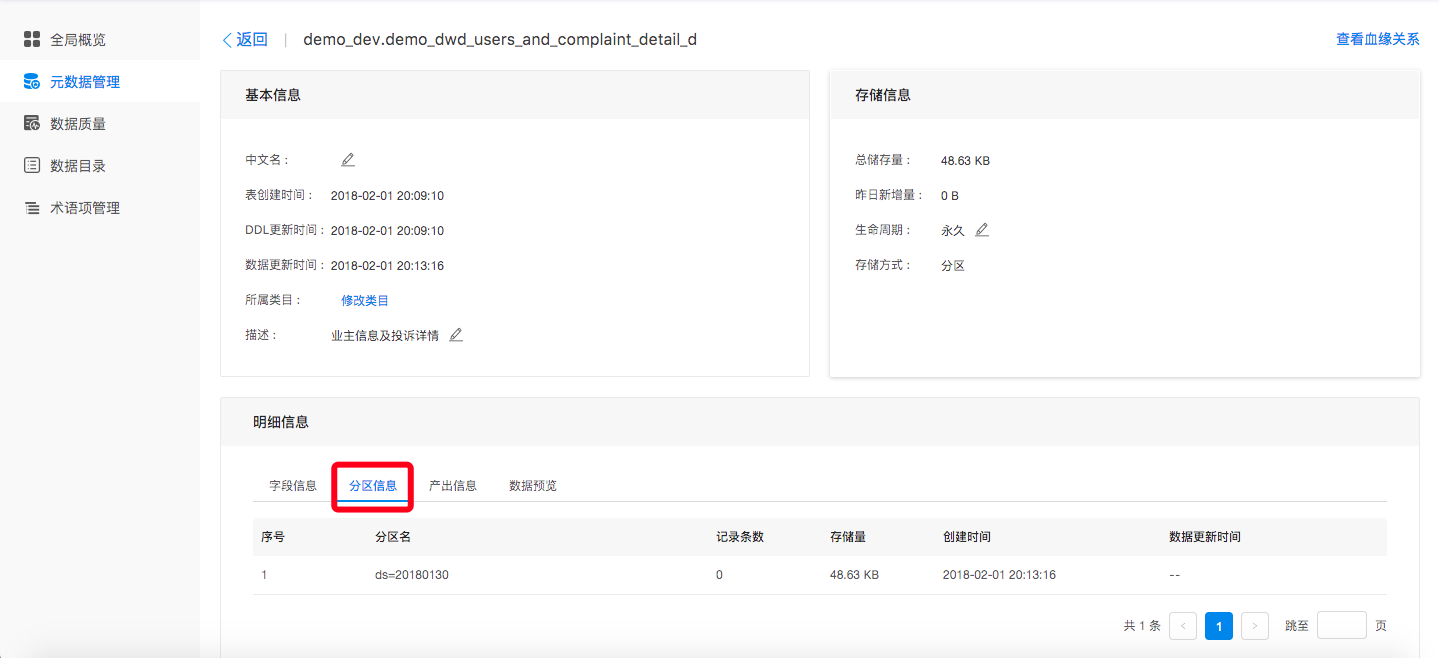 全局概览
元数据管理
数据质量
数据目录
术语项管理
返回 | demo_dev.demo_dwd_users_and_complaint_detail_d 查看血缘关系
基本信息
中文名：
表创建时间： 2018-02-01 20:09:10
DDL更新时间： 2018-02-01 20:09:10
数据更新时间： 2018-02-01 20:13:16
所属类目： 修改类目
描述： 业主信息及投诉详情
存储信息
总储存量： 48.63 KB
昨日新增量： 0 B
生命周期： 永久
存储方式： 分区
明细信息
字段信息 分区信息 产出信息 数据预览
序号 分区名 记录条数 存储量 创建时间 数据更新时间
1 ds=20180130 0 48.63 KB 2018-02-01 20:13:16 --
共 1 条 < 1 > 跳至 页